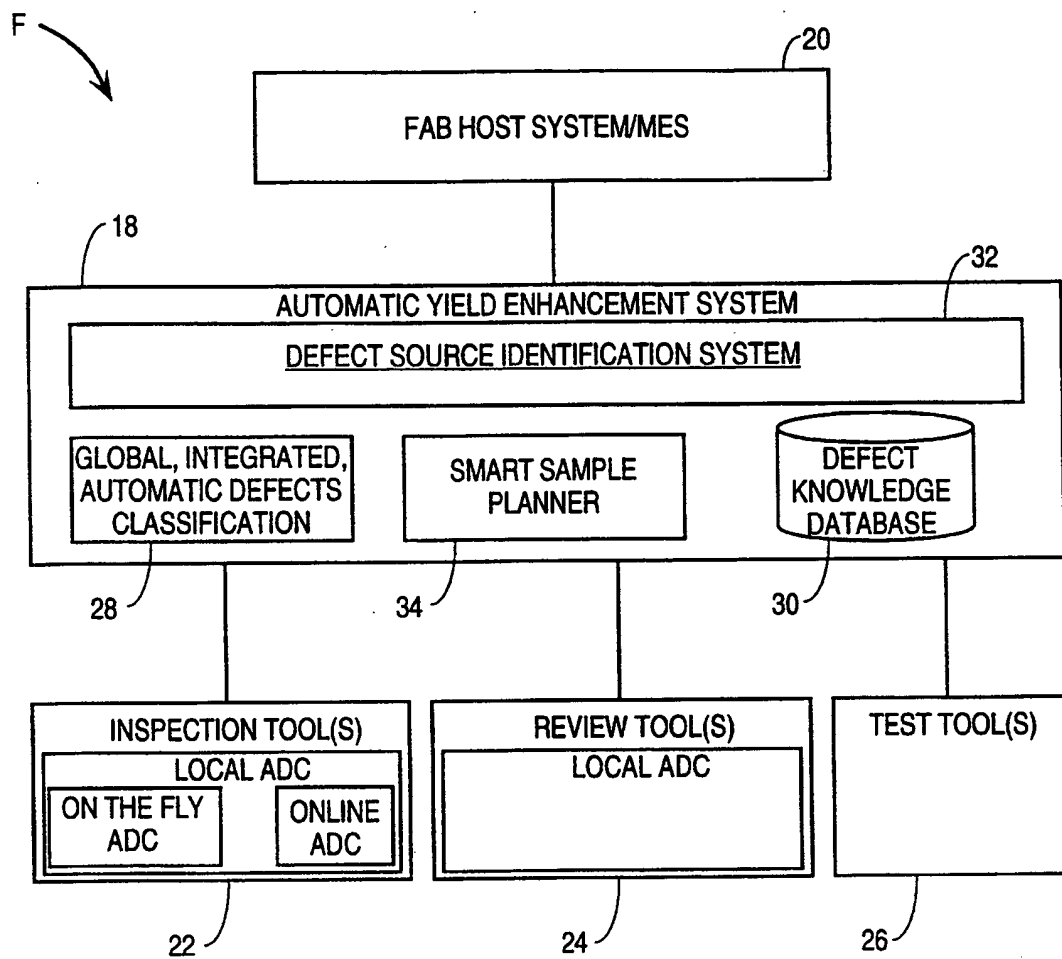 F
20
FAB HOST SYSTEM/MES
18
32
AUTOMATIC YIELD ENHANCEMENT SYSTEM
DEFECT SOURCE IDENTIFICATION SYSTEM
GLOBAL, INTEGRATED,
AUTOMATIC DEFECTS
CLASSIFICATION
SMART SAMPLE
PLANNER
DEFECT
KNOWLEDGE
DATABASE
28
34
30
INSPECTION TOOL(S)
LOCAL ADC
ON THE FLY
ADC
ONLINE
ADC
REVIEW TOOL(S)
LOCAL ADC
TEST TOOL(S)
22
24
26